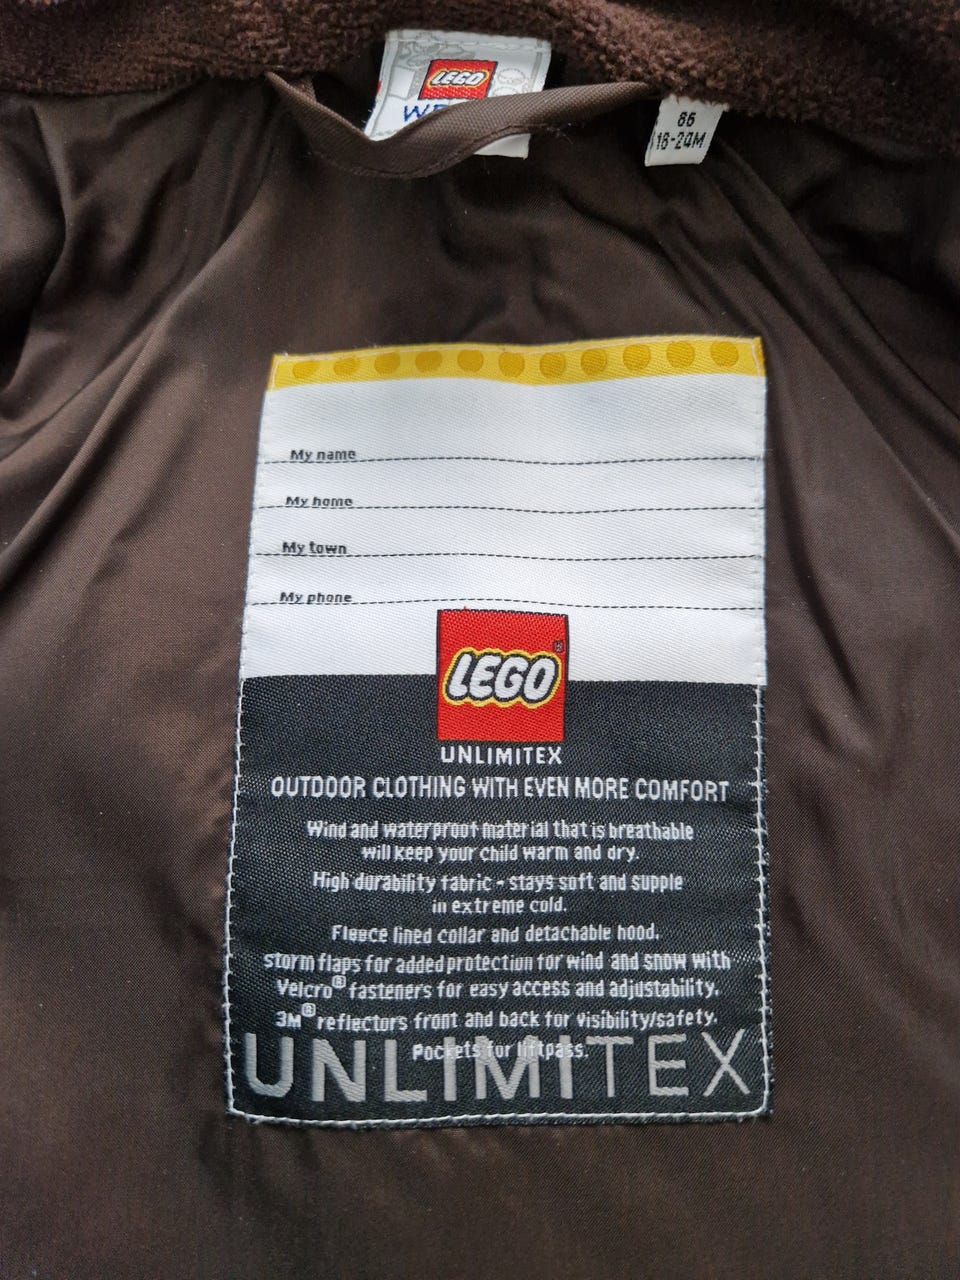 LEGO
86
18-24M
My name
My home
My town
My phone
LEGO®
UNLIMITEX
OUTDOOR CLOTHING WITH EVEN MORE COMFORT
Wind and waterproof material that is breathable
will keep your child warm and dry.
High durability fabric - stays soft and supple
in extreme cold.
Fleece lined collar and detachable hood.
storm flaps for added protection for wind and snow with
Velcro® fasteners for easy access and adjustability.
3M® reflectors front and back for visibility/safety.
Pockets for liftpass.
UNLIMITEX